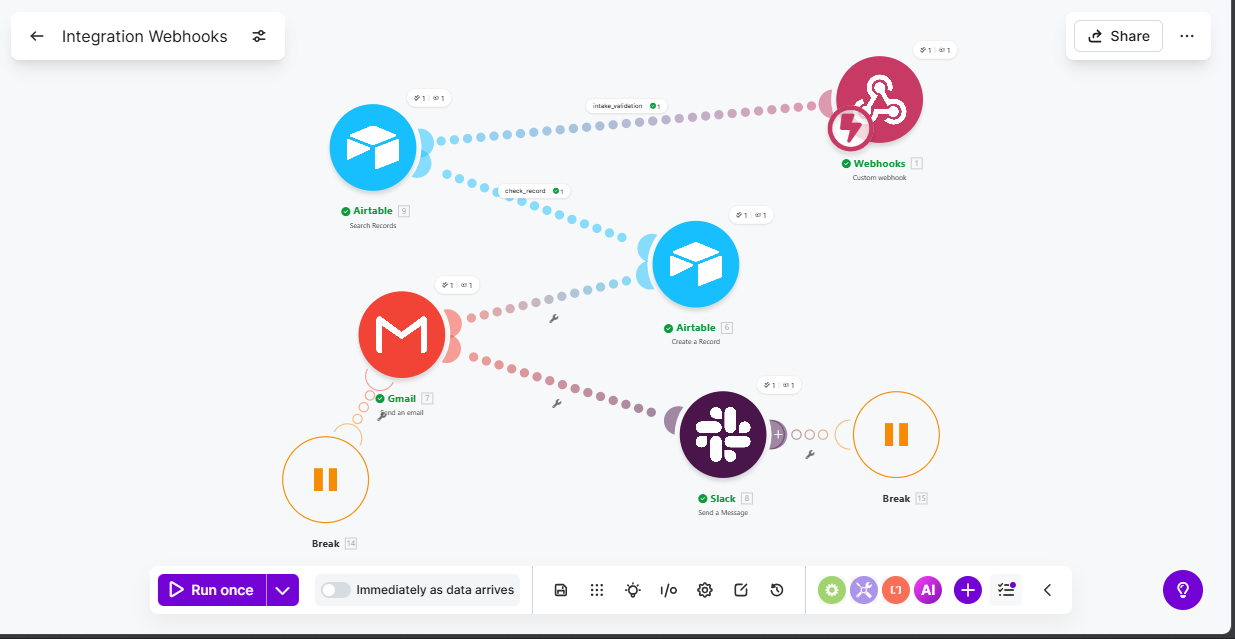 Integration Webhooks
Share
1 1
1 1
intake_validation 1
Webhooks 1
Custom webhook
check_record 1
Airtable 9
Search Records
1 1
1 1
Airtable 6
Create a Record
1 1
Gmail 7
Send an email
Slack 8
Send a Message
Break 15
Break 14
Run once
Immediately as data arrives
I/o
AI